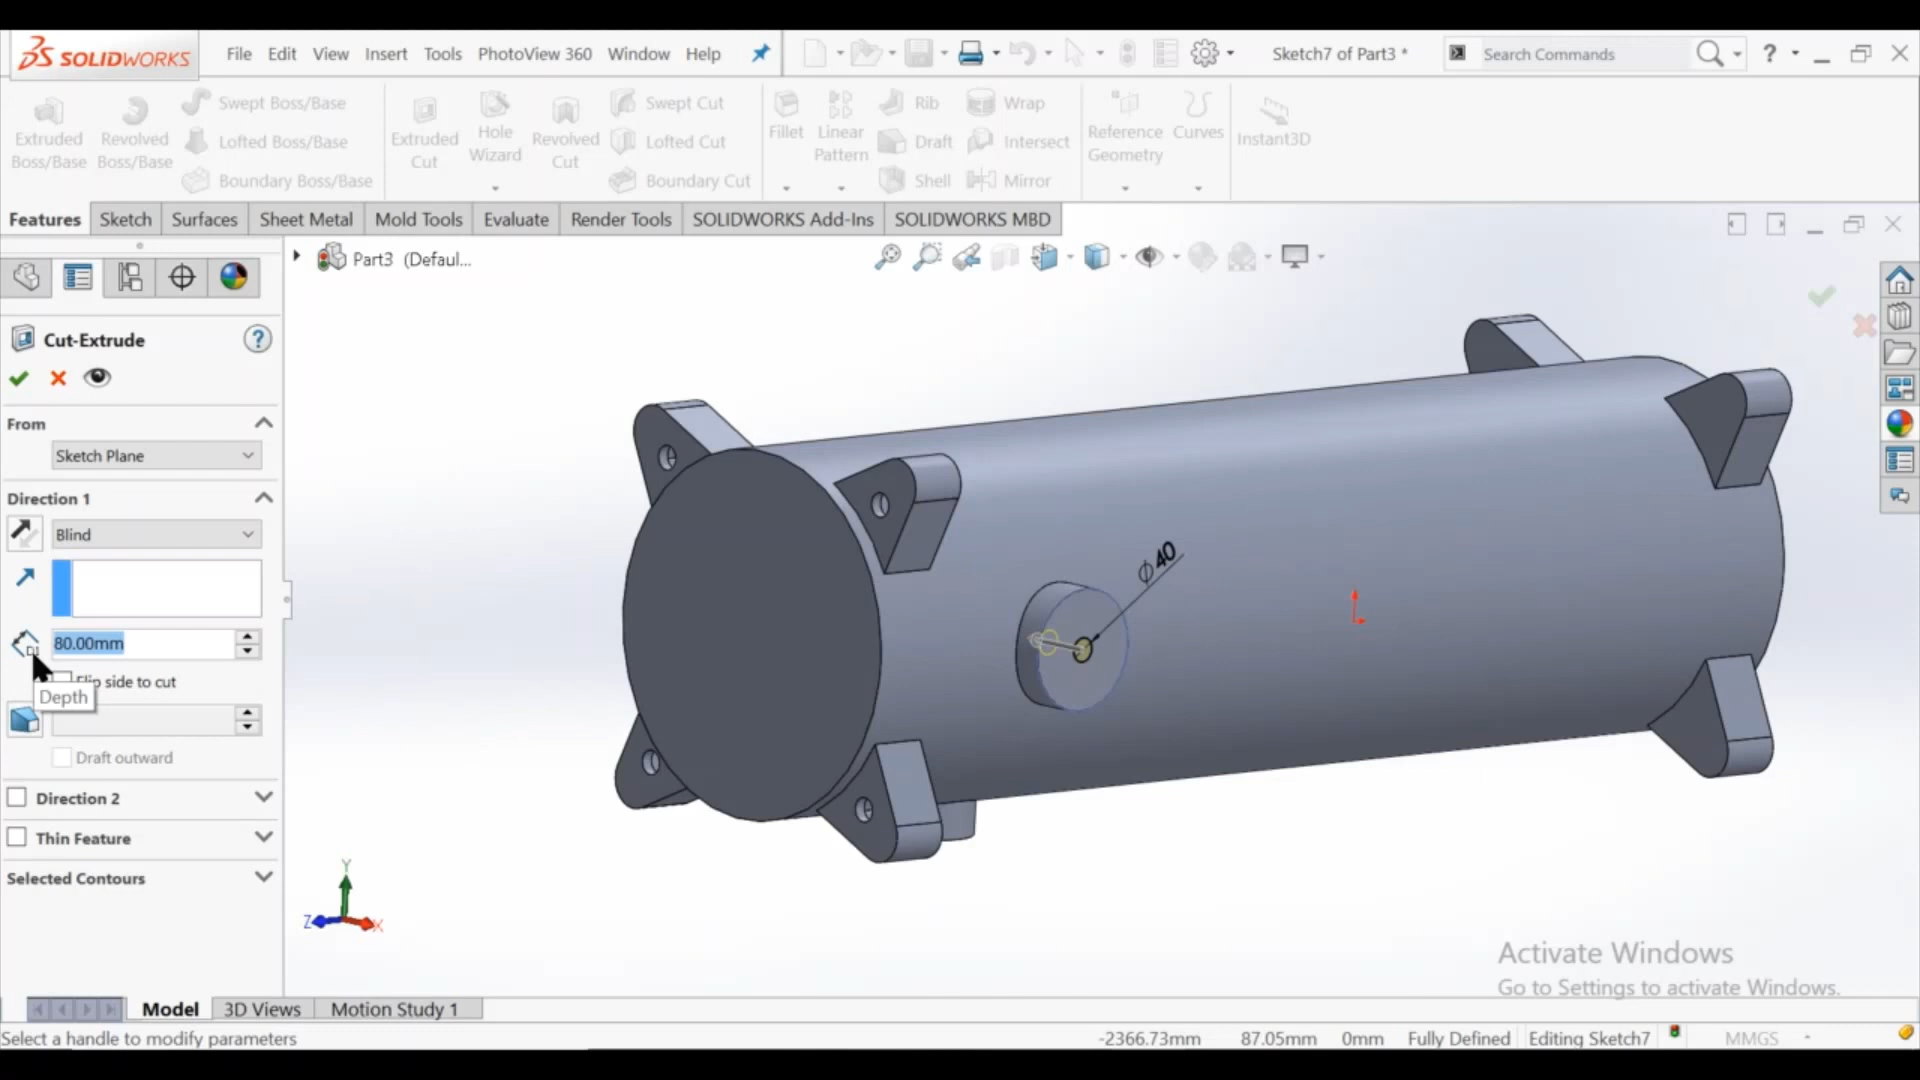 SOLIDWORKS File Edit View Insert Tools PhotoView 360 Window Help Sketch7 of Part3 * Search Commands ?
Extruded Boss/Base
Revolved Boss/Base
Swept Boss/Base
Lofted Boss/Base
Boundary Boss/Base
Extruded Cut
Hole Wizard
Revolved Cut
Swept Cut
Lofted Cut
Boundary Cut
Fillet
Linear Pattern
Rib
Draft
Shell
Wrap
Intersect
Mirror
Reference Geometry
Curves
Instant3D
Features Sketch Surfaces Sheet Metal Mold Tools Evaluate Render Tools SOLIDWORKS Add-Ins SOLIDWORKS MBD
Part3 (Defaul...
Cut-Extrude ?
From
Sketch Plane
Direction 1
Blind
80.00mm
Flip side to cut
Depth
Draft outward
Direction 2
Thin Feature
Selected Contours
⌀ 40
Y
Z X
Activate Windows
Go to Settings to activate Windows.
Model 3D Views Motion Study 1
Select a handle to modify parameters -2366.73mm 87.05mm 0mm Fully Defined Editing Sketch7 MMGS -